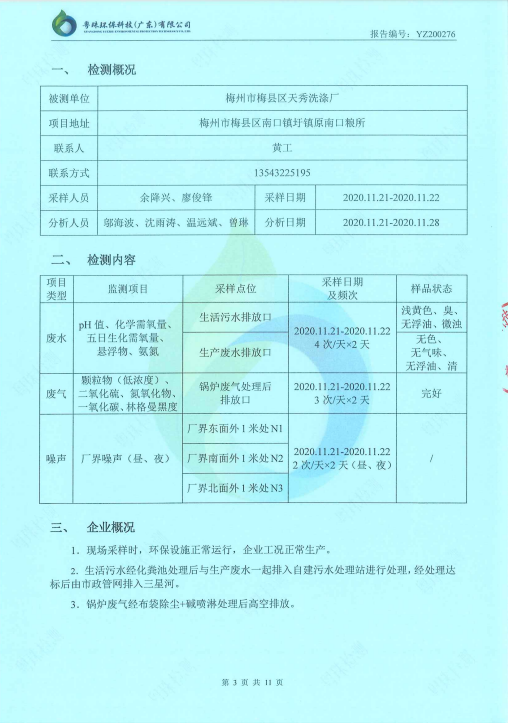 粤珠环保科技(广东)有限公司
报告编号：YZ200276
一、 检测概况
被测单位 梅州市梅县区天秀洗涤厂
项目地址 梅州市梅县区南口镇圩镇原南口粮所
联系人 黄工
联系方式 13543225195
采样人员 余降兴、廖俊锋 采样日期 2020.11.21-2020.11.22
分析人员 邬海波、沈雨涛、温远斌、曾琳 分析日期 2020.11.21-2020.11.28
二、 检测内容
项目类型 监测项目 采样点位 采样日期及频次 样品状态
废水
pH 值、化学需氧量、
五日生化需氧量、
悬浮物、氨氮
生活污水排放口
生产废水排放口
2020.11.21-2020.11.22
4 次/天×2 天
浅黄色、臭、
无浮油、微浊
无色、
无气味、
无浮油、清
废气
颗粒物（低浓度）、
二氧化硫、氮氧化物、
一氧化碳、林格曼黑度
锅炉废气处理后
排放口
2020.11.21-2020.11.22
3 次/天×2 天
完好
噪声
厂界噪声（昼、夜）
厂界东面外 1 米处 N1
厂界南面外 1 米处 N2
厂界北面外 1 米处 N3
2020.11.21-2020.11.22
2 次/天×2 天（昼、夜）
/
三、 企业概况
1．现场采样时，环保设施正常运行，企业工况正常生产。
2．生活污水经化粪池处理后与生产废水一起排入自建污水处理站进行处理，经处理达
标后由市政管网排入三星河。
3．锅炉废气经布袋除尘+碱喷淋处理后高空排放。
第 3 页 共 11 页